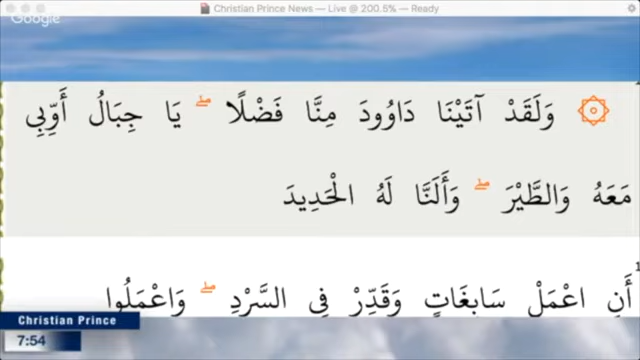 Christian Prince News — Live @ 200.5% — Ready
Google
۞ وَلَقَدْ آتَيْنَا دَاوُودَ مِنَّا فَضْلًا ۖ يَا جِبَالُ أَوِّبِي
مَعَهُ وَالطَّيْرَ ۖ وَأَلَنَّا لَهُ الْحَدِيدَ
أَنِ اعْمَلْ سَابِغَاتٍ وَقَدِّرْ فِي السَّرْدِ ۖ وَاعْمَلُوا
Christian Prince
7:54